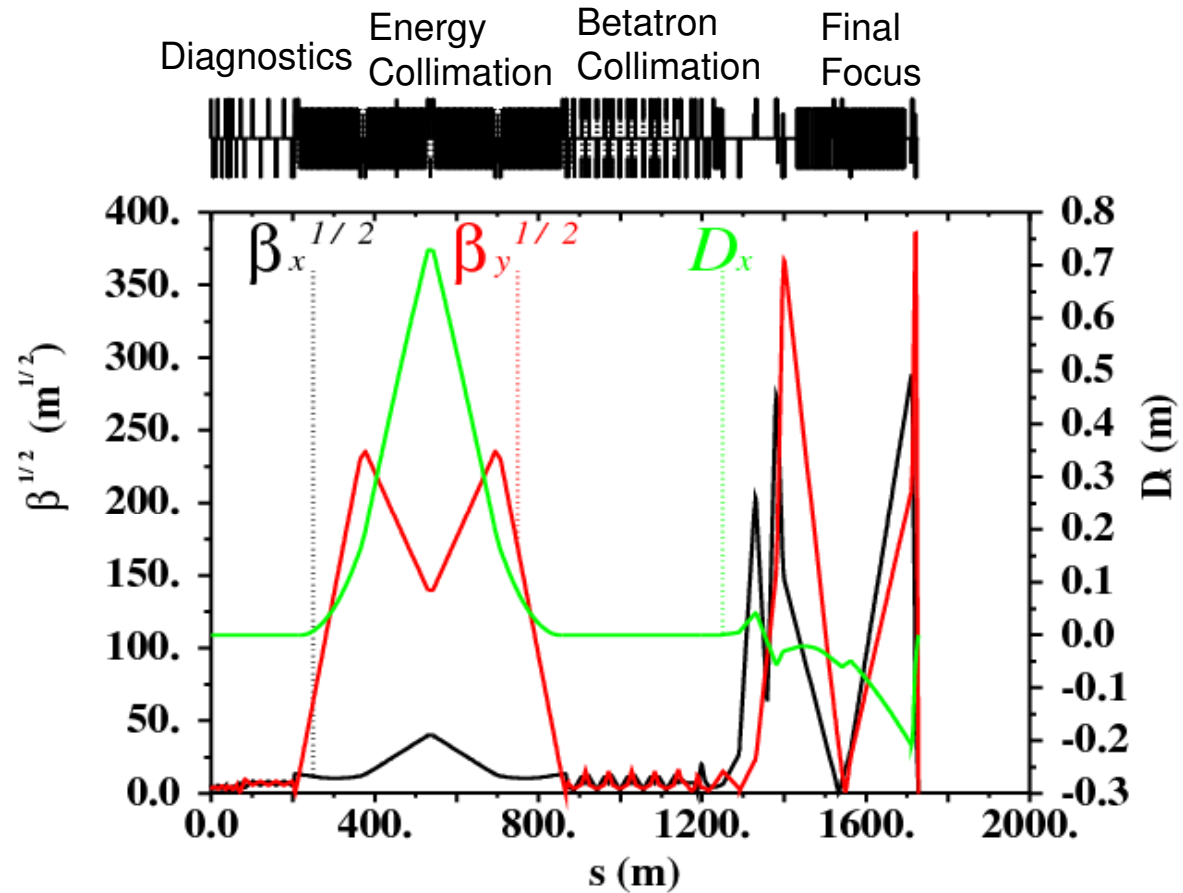 Diagnostics
Energy
Collimation
Betatron
Collimation
Final
Focus
βx^1/2
βy^1/2
Dx
400.
350.
300.
250.
200.
150.
100.
50.
0.0
β^1/2 (m^1/2)
0.8
0.7
0.6
0.5
0.4
0.3
0.2
0.1
0.0
-0.1
-0.2
-0.3
Dx (m)
0.0 400. 800. 1200. 1600. 2000.
s (m)